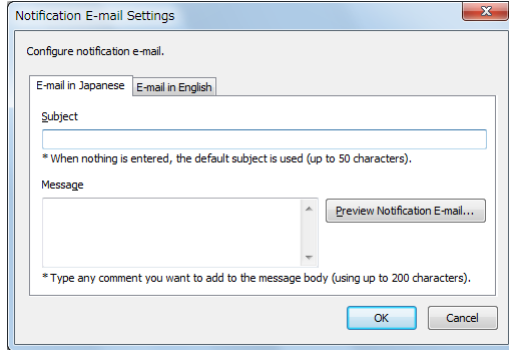 Notification E-mail Settings
Configure notification e-mail.
E-mail in Japanese E-mail in English
Subject
* When nothing is entered, the default subject is used (up to 50 characters).
Message
Preview Notification E-mail...
* Type any comment you want to add to the message body (using up to 200 characters).
OK Cancel